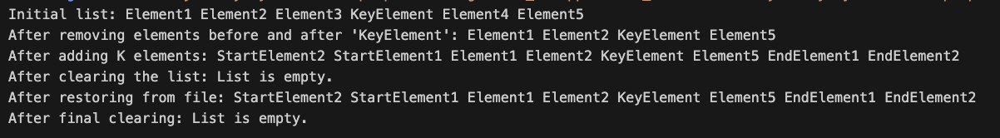 Initial list: Element1 Element2 Element3 KeyElement Element4 Element5
After removing elements before and after 'KeyElement': Element1 Element2 KeyElement Element5
After adding K elements: StartElement2 StartElement1 Element1 Element2 KeyElement Element5 EndElement1 EndElement2
After clearing the list: List is empty.
After restoring from file: StartElement2 StartElement1 Element1 Element2 KeyElement Element5 EndElement1 EndElement2
After final clearing: List is empty.